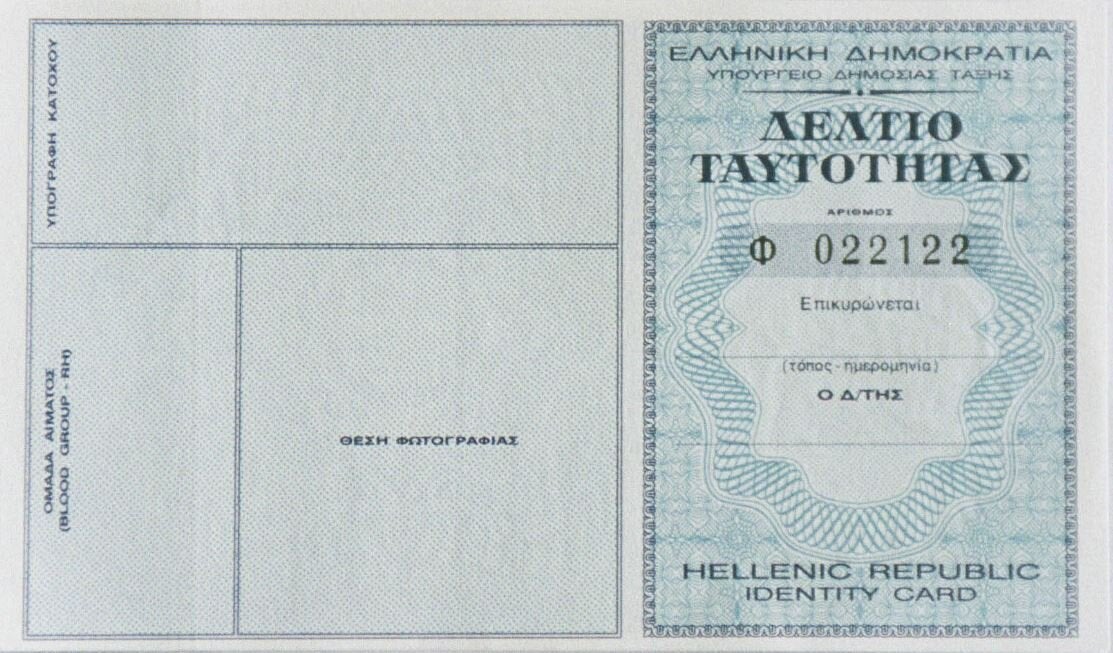 ΥΠΟΓΡΑΦΗ ΚΑΤΟΧΟΥ
ΟΜΑΔΑ ΑΙΜΑΤΟΣ
(BLOOD GROUP - RH)
ΘΕΣΗ ΦΩΤΟΓΡΑΦΙΑΣ
ΕΛΛΗΝΙΚΗ ΔΗΜΟΚΡΑΤΙΑ
ΥΠΟΥΡΓΕΙΟ ΔΗΜΟΣΙΑΣ ΤΑΞΗΣ
ΔΕΛΤΙΟ
ΤΑΥΤΟΤΗΤΑΣ
ΑΡΙΘΜΟΣ
Φ 022122
Επικυρώνεται
(τόπος - ημερομηνία)
Ο Δ/ΤΗΣ
HELLENIC REPUBLIC
IDENTITY CARD